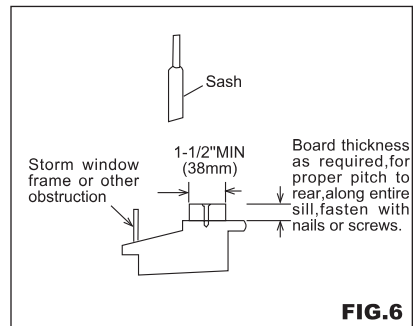 Sash
1-1/2"MIN
(38mm)
Storm window
frame or other
obstruction
Board thickness
as required,for
proper pitch to
rear,along entire
sill,fasten with
nails or screws.
FIG.6